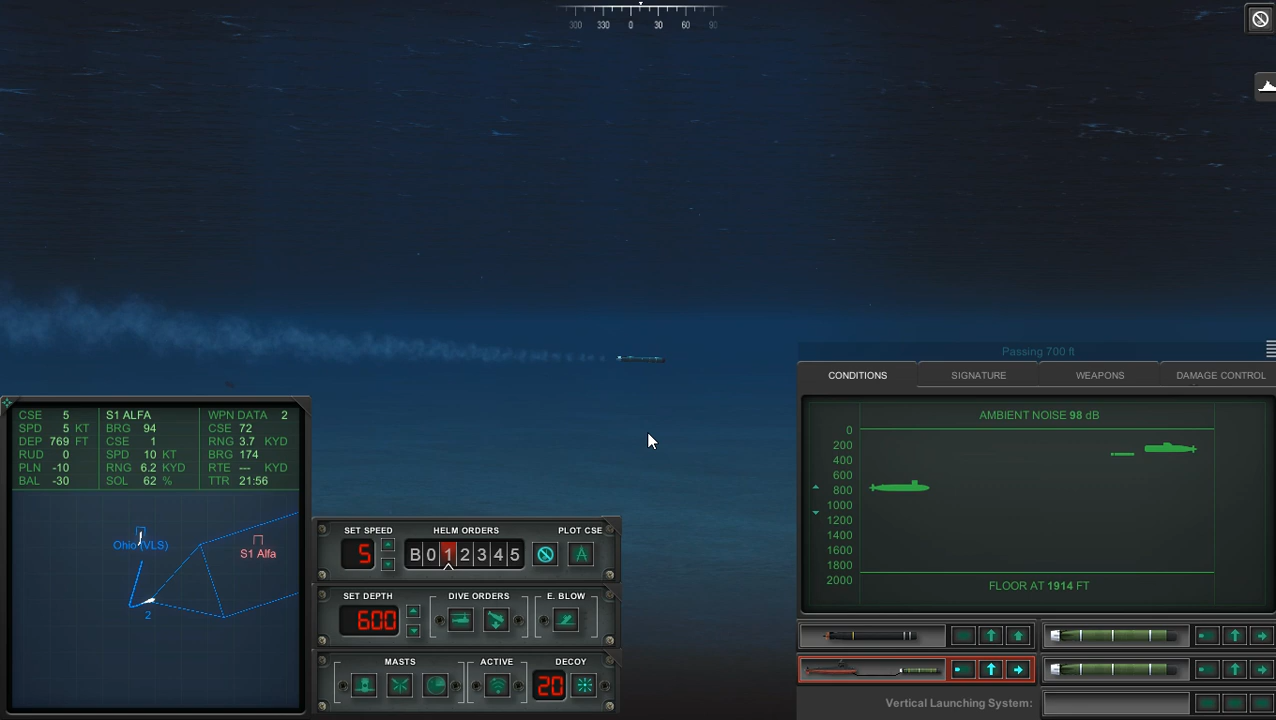 300 330 0 30 60 90
Passing 700 ft
CONDITIONS SIGNATURE WEAPONS DAMAGE CONTROL
AMBIENT NOISE 98 dB
0
200
400
600
800
1000
1200
1400
1600
1800
2000
FLOOR AT 1914 FT
Vertical Launching System:
CSE 5 S1 ALFA WPN DATA 2
SPD 5 KT BRG 94 CSE 72
DEP 769 FT CSE 1 RNG 3.7 KYD
RUD 0 SPD 10 KT BRG 174
PLN -10 RNG 6.2 KYD RTE --- KYD
BAL -30 SOL 62 % TTR 21:56
Ohio (VLS)
S1 Alfa
2
SET SPEED HELM ORDERS PLOT CSE
5 B 0 1 2 3 4 5
SET DEPTH DIVE ORDERS E. BLOW
600
MASTS ACTIVE DECOY
20